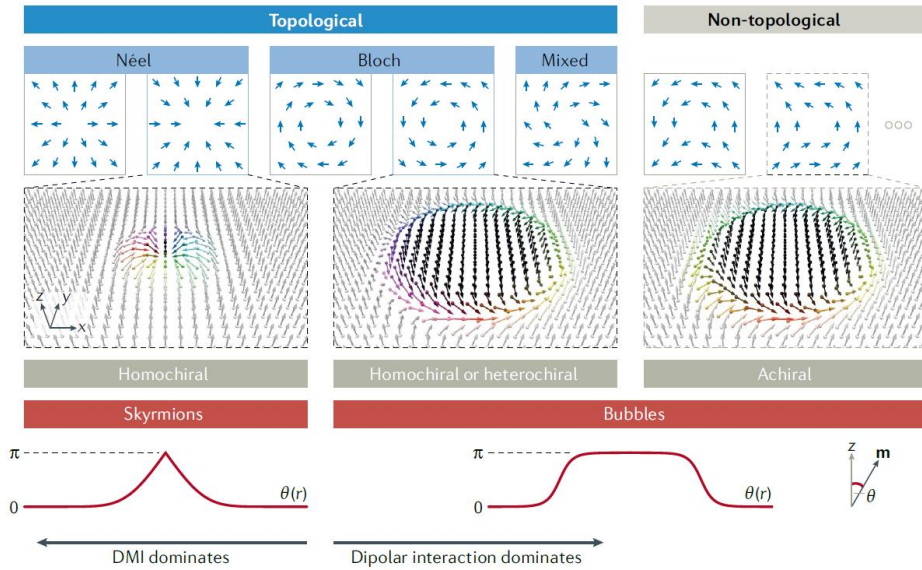 Topological
Non-topological
Néel
Bloch
Mixed
z
y
x
Homochiral
Homochiral or heterochiral
Achiral
Skyrmions
Bubbles
π
0
θ(r)
π
0
θ(r)
z
m
θ
DMI dominates
Dipolar interaction dominates